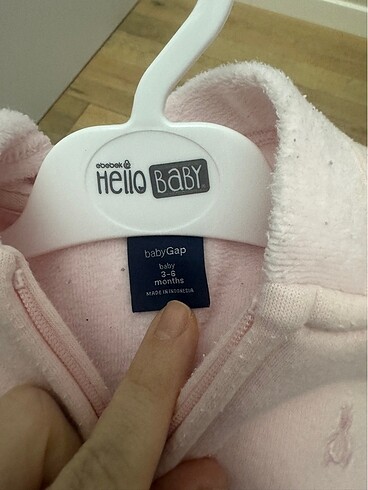 ebebek
Hello BABY
babyGap
baby
3-6
months
MADE IN INDONESIA